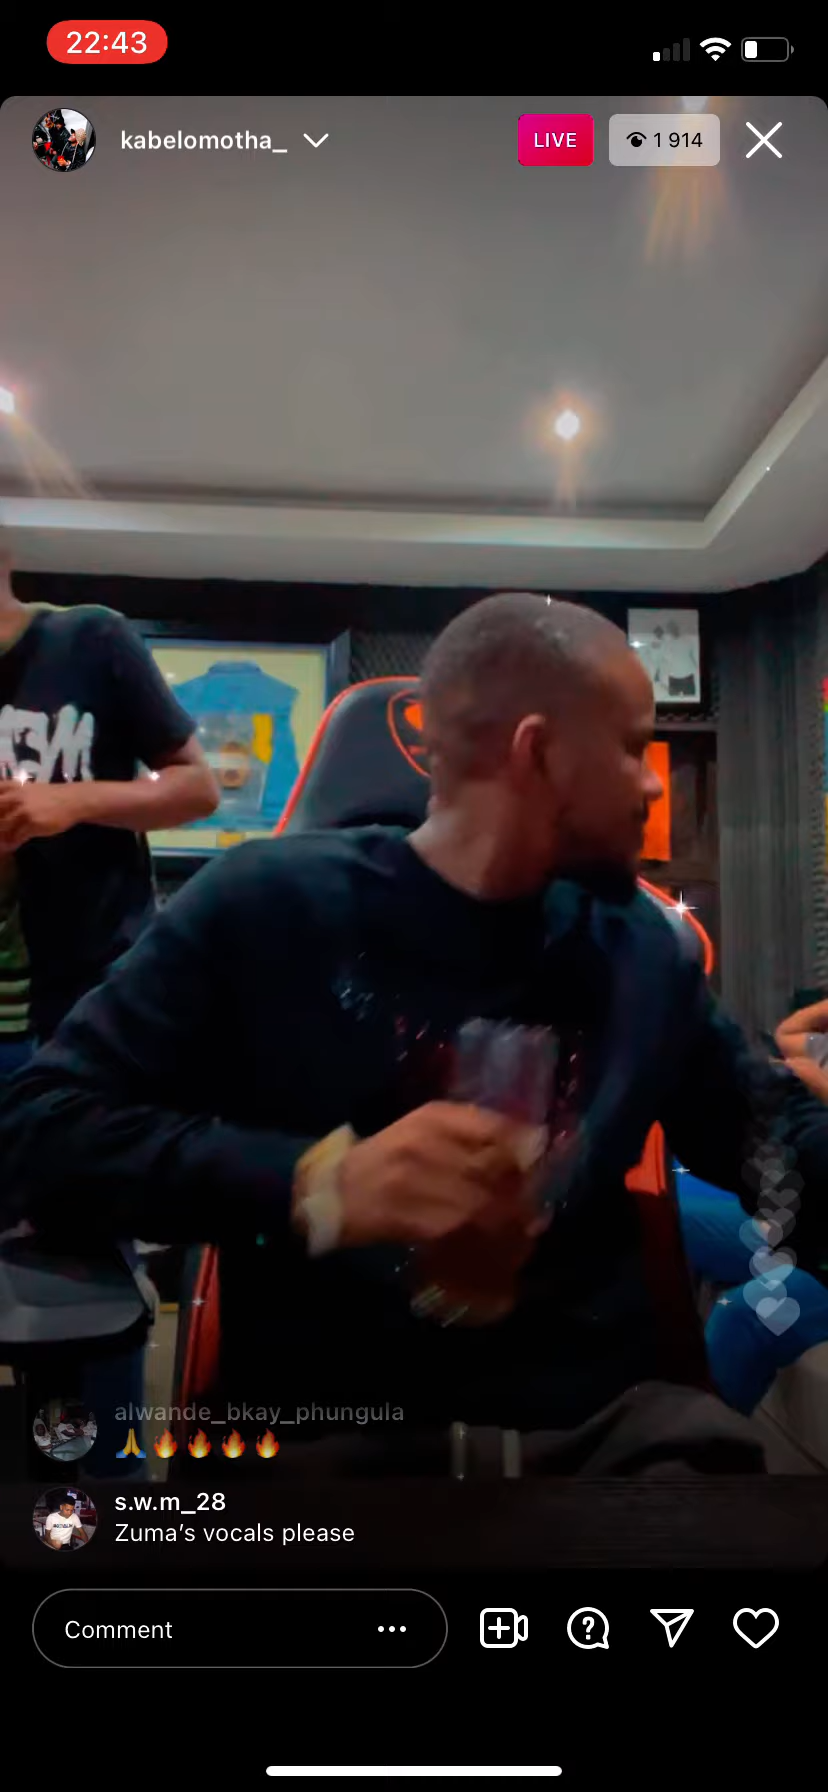 22:43
kabelomotha_
LIVE
1 914
alwande_bkay_phungula
🙏🔥🔥🔥🔥
s.w.m_28
Zuma’s vocals please
Comment